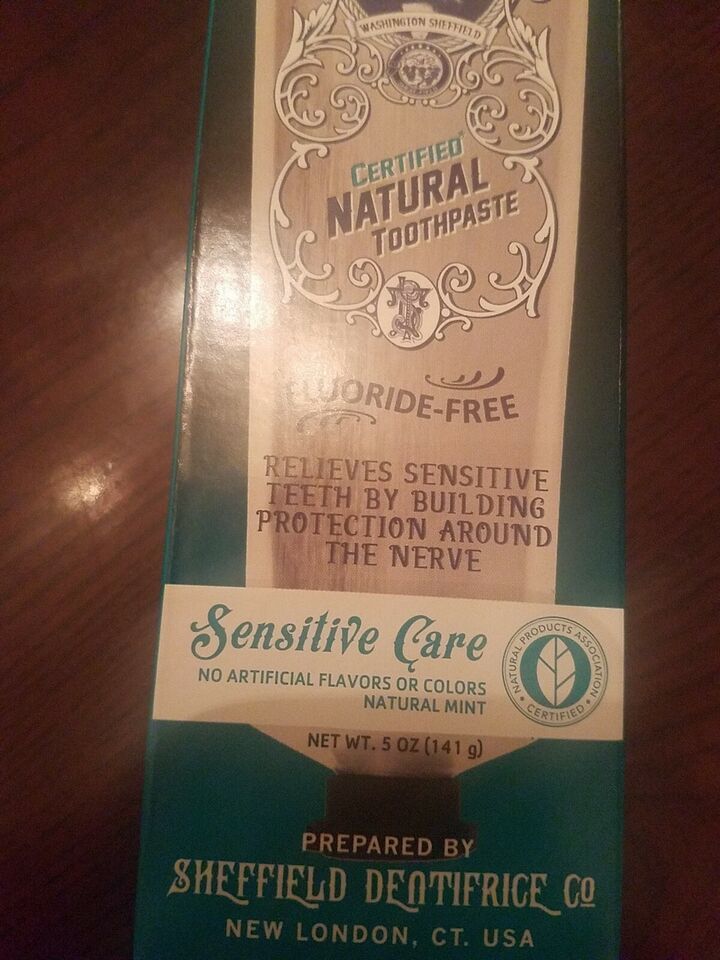 WASHINGTON SHEFFIELD
CERTIFIED
NATURAL
TOOTHPASTE
FLUORIDE-FREE
RELIEVES SENSITIVE
TEETH BY BUILDING
PROTECTION AROUND
THE NERVE
Sensitive Care
NO ARTIFICIAL FLAVORS OR COLORS
NATURAL MINT
NATURAL PRODUCTS ASSOCIATION
CERTIFIED
NET WT. 5 OZ (141 g)
PREPARED BY
SHEFFIELD DENTIFRICE CO
NEW LONDON, CT. USA